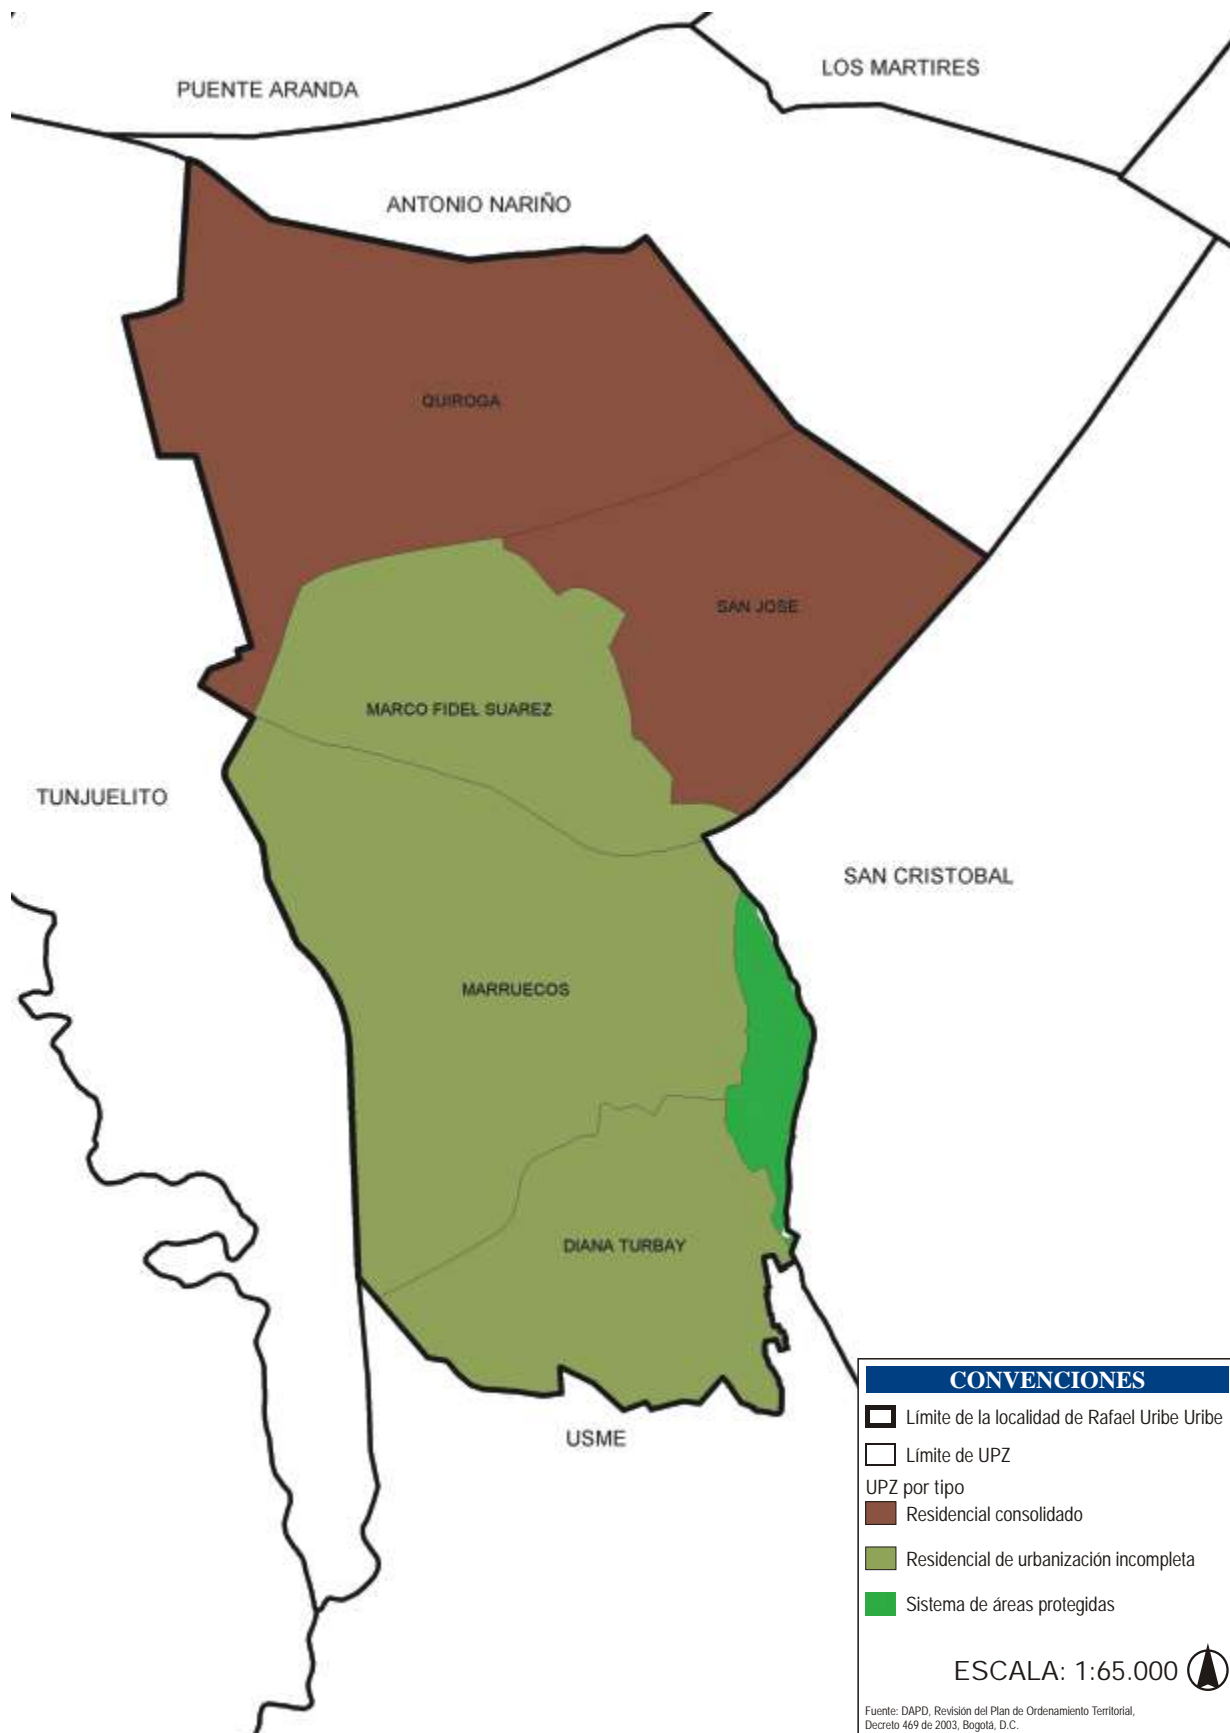 LOS MARTIRES
PUENTE ARANDA
ANTONIO NARIÑO
QUIROGA
SAN JOSE
MARCO FIDEL SUAREZ
TUNJUELITO
SAN CRISTOBAL
MARRUECOS
DIANA TURBAY
USME
CONVENCIONES
Límite de la localidad de Rafael Uribe Uribe
Límite de UPZ
UPZ por tipo
Residencial consolidado
Residencial de urbanización incompleta
Sistema de áreas protegidas
ESCALA: 1:65.000
Fuente: DAPD, Revisión del Plan de Ordenamiento Territorial,
Decreto 469 de 2003, Bogotá, D.C.